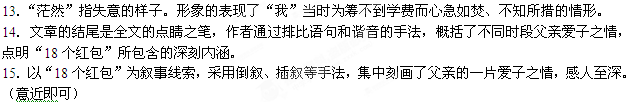 13. “茫然”指失意的样子。形象的表现了“我”当时为筹不到学费而心急如焚、不知所措的情形。
14. 文章的结尾是全文的点睛之笔，作者通过排比语句和谐音的手法，概括了不同时段父亲爱子之情，
点明“18 个红包”所包含的深刻内涵。
15. 以“18 个红包”为叙事线索，采用倒叙、插叙等手法，集中刻画了父亲的一片爱子之情，感人至深。
（意近即可）